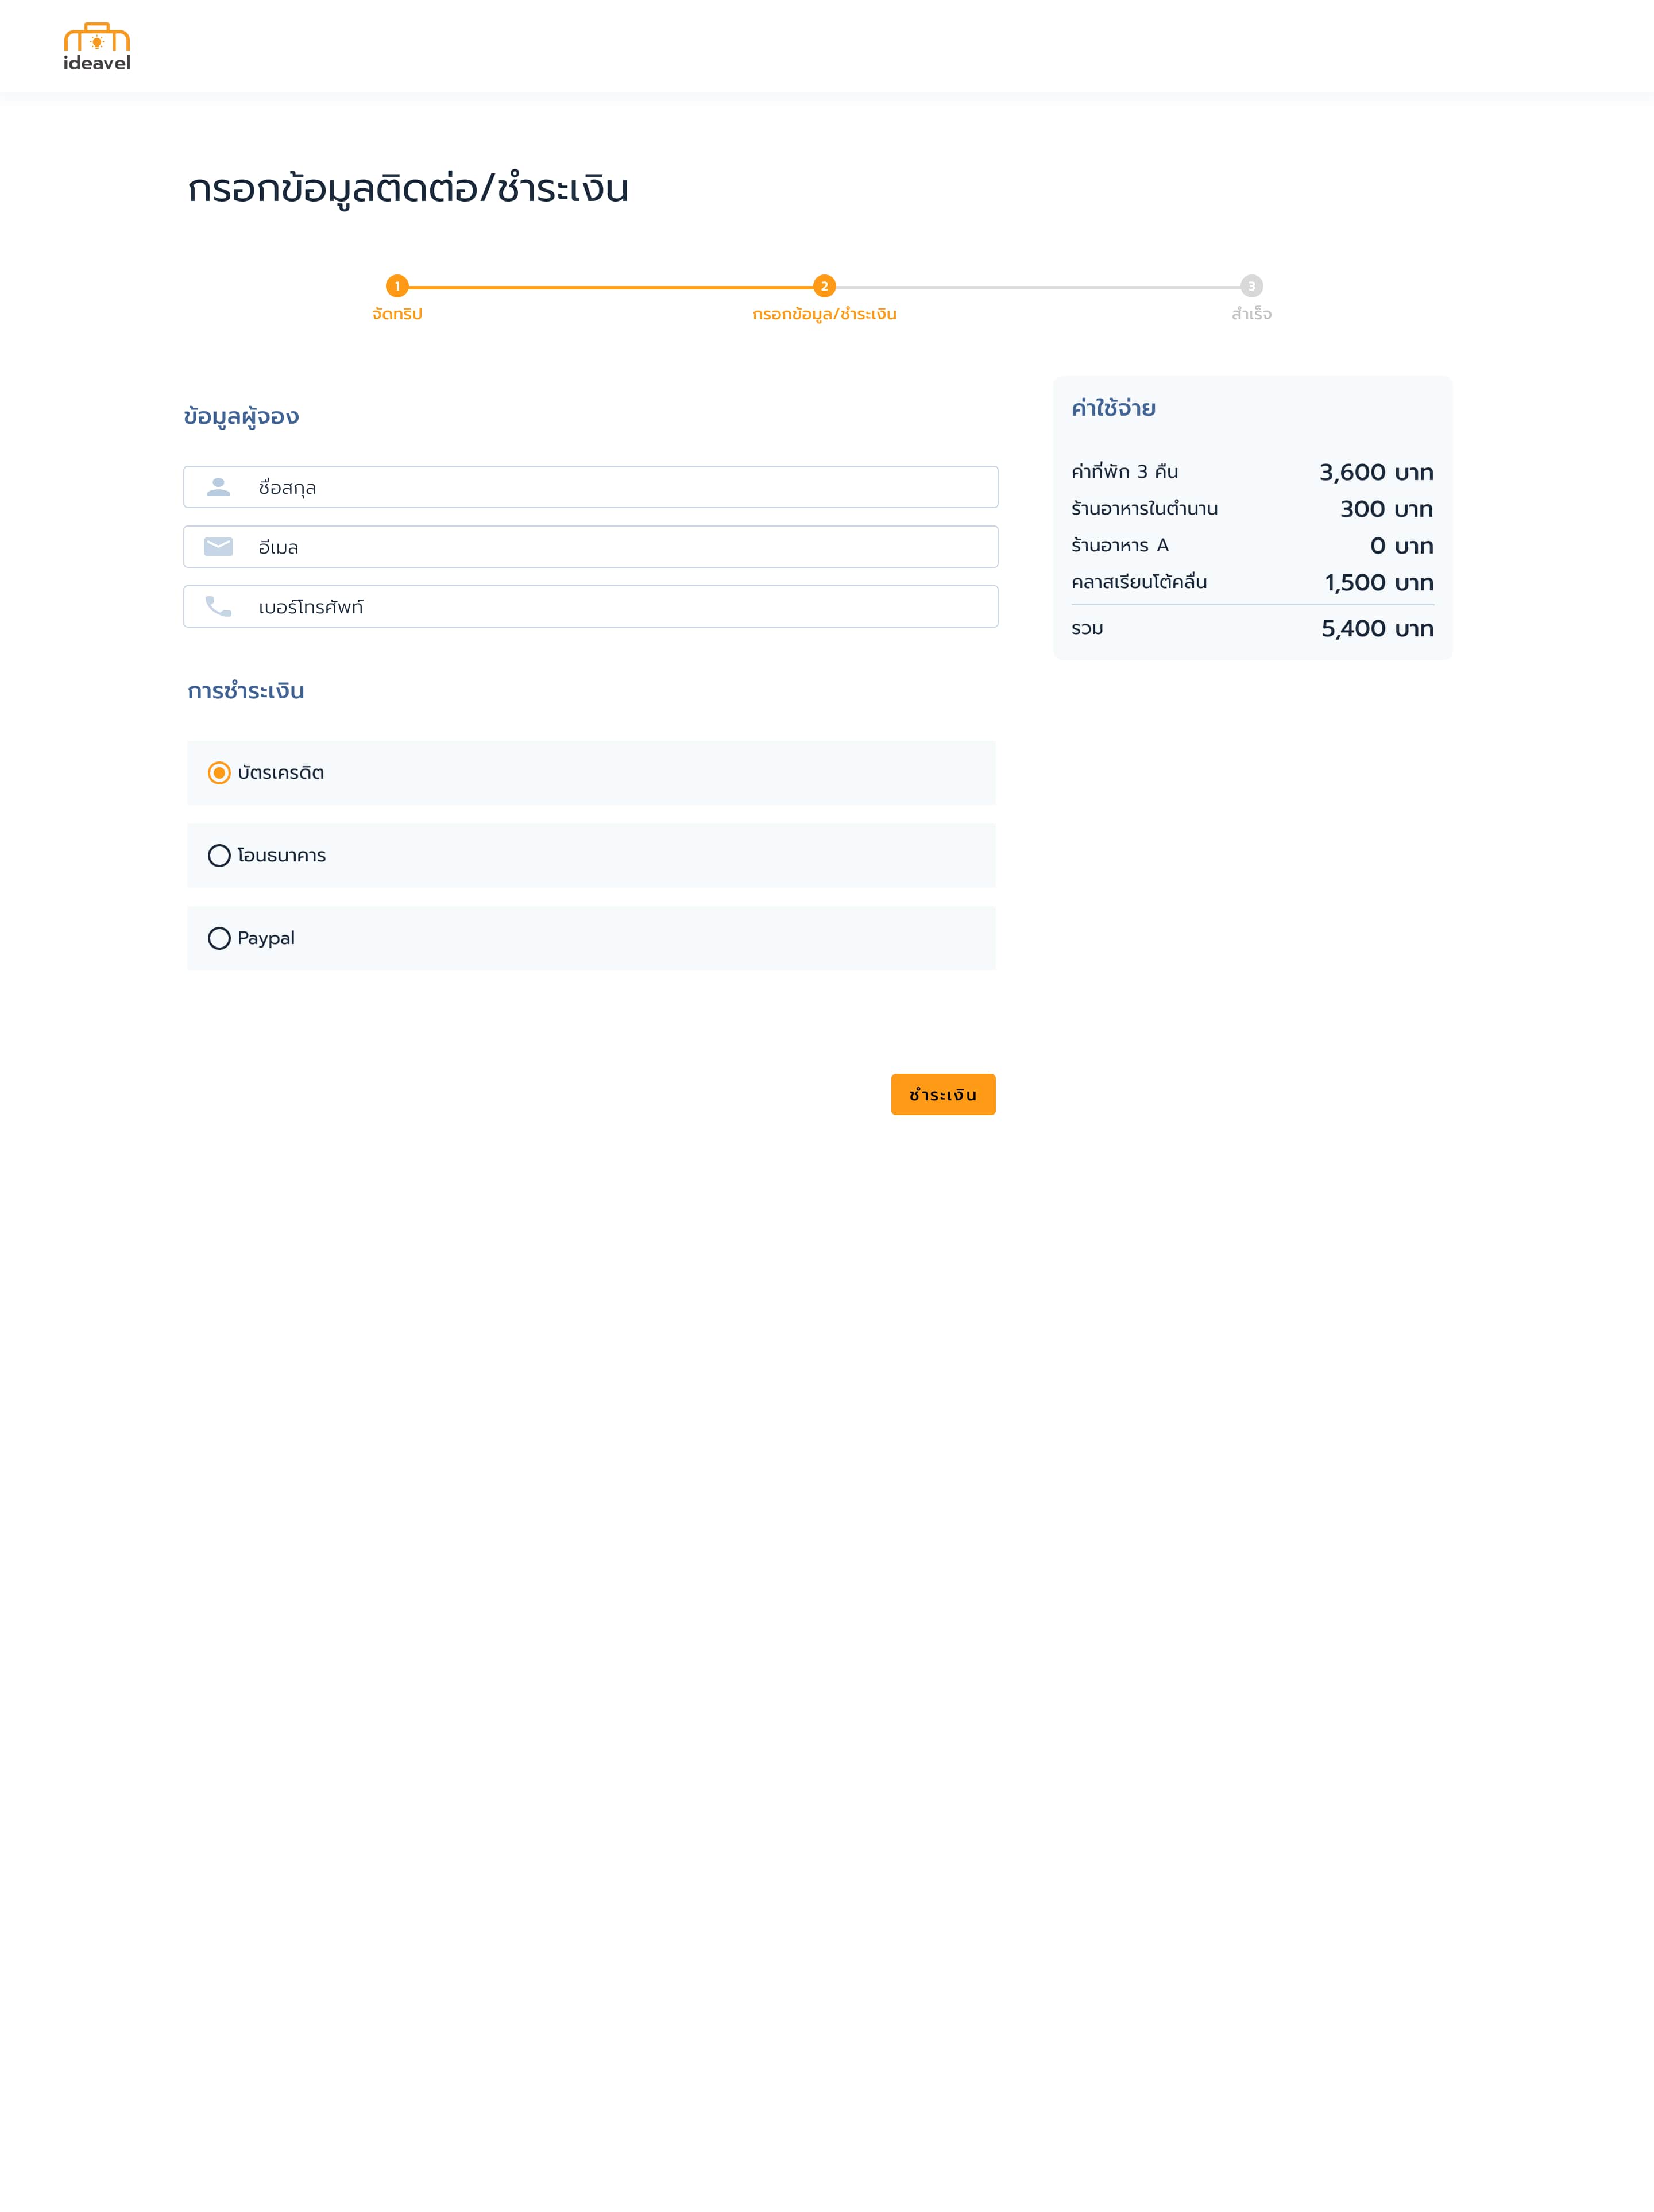 ideavel
กรอกข้อมูลติดต่อ/ชำระเงิน
1 2 3
จัดทริป กรอกข้อมูล/ชำระเงิน สำเร็จ
ข้อมูลผู้จอง
ชื่อสกุล
อีเมล
เบอร์โทรศัพท์
การชำระเงิน
บัตรเครดิต
โอนธนาคาร
Paypal
ชำระเงิน
ค่าใช้จ่าย
ค่าที่พัก 3 คืน 3,600 บาท
ร้านอาหารในตำนาน 300 บาท
ร้านอาหาร A 0 บาท
คลาสเรียนโต้คลื่น 1,500 บาท
รวม 5,400 บาท